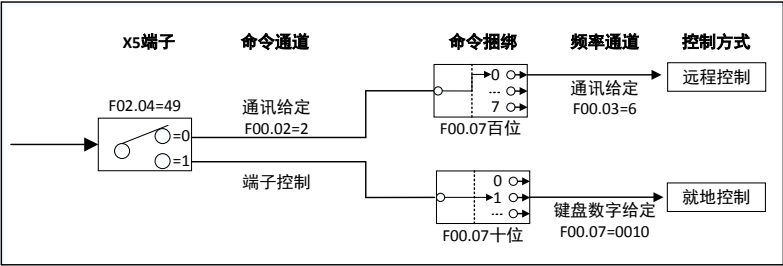 X5端子 命令通道 命令捆绑 频率通道 控制方式
F02.04=49
=0
=1
通讯给定
F00.02=2
端子控制
0
...
7
F00.07百位
通讯给定
F00.03=6
远程控制
0
1
...
F00.07十位
键盘数字给定
F00.07=0010
就地控制